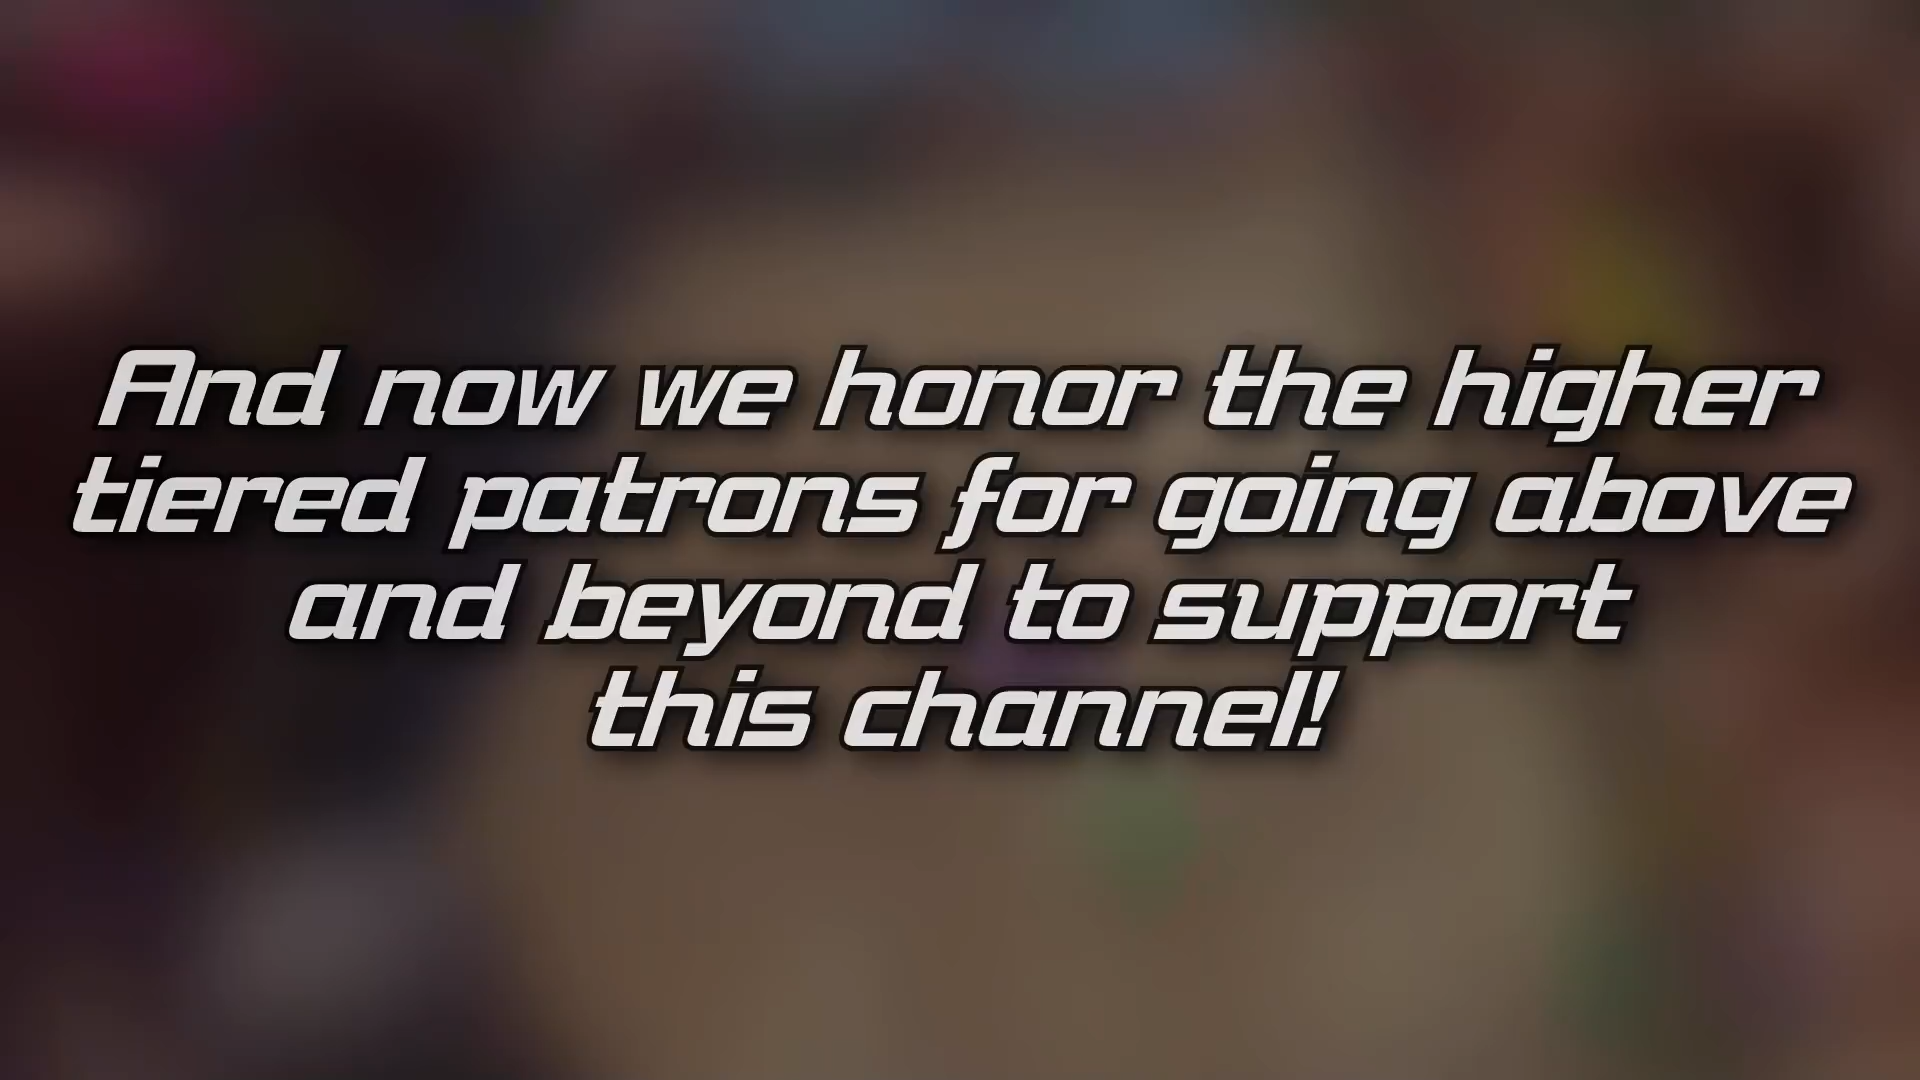 And now we honor the higher
tiered patrons for going above
and beyond to support
this channel!